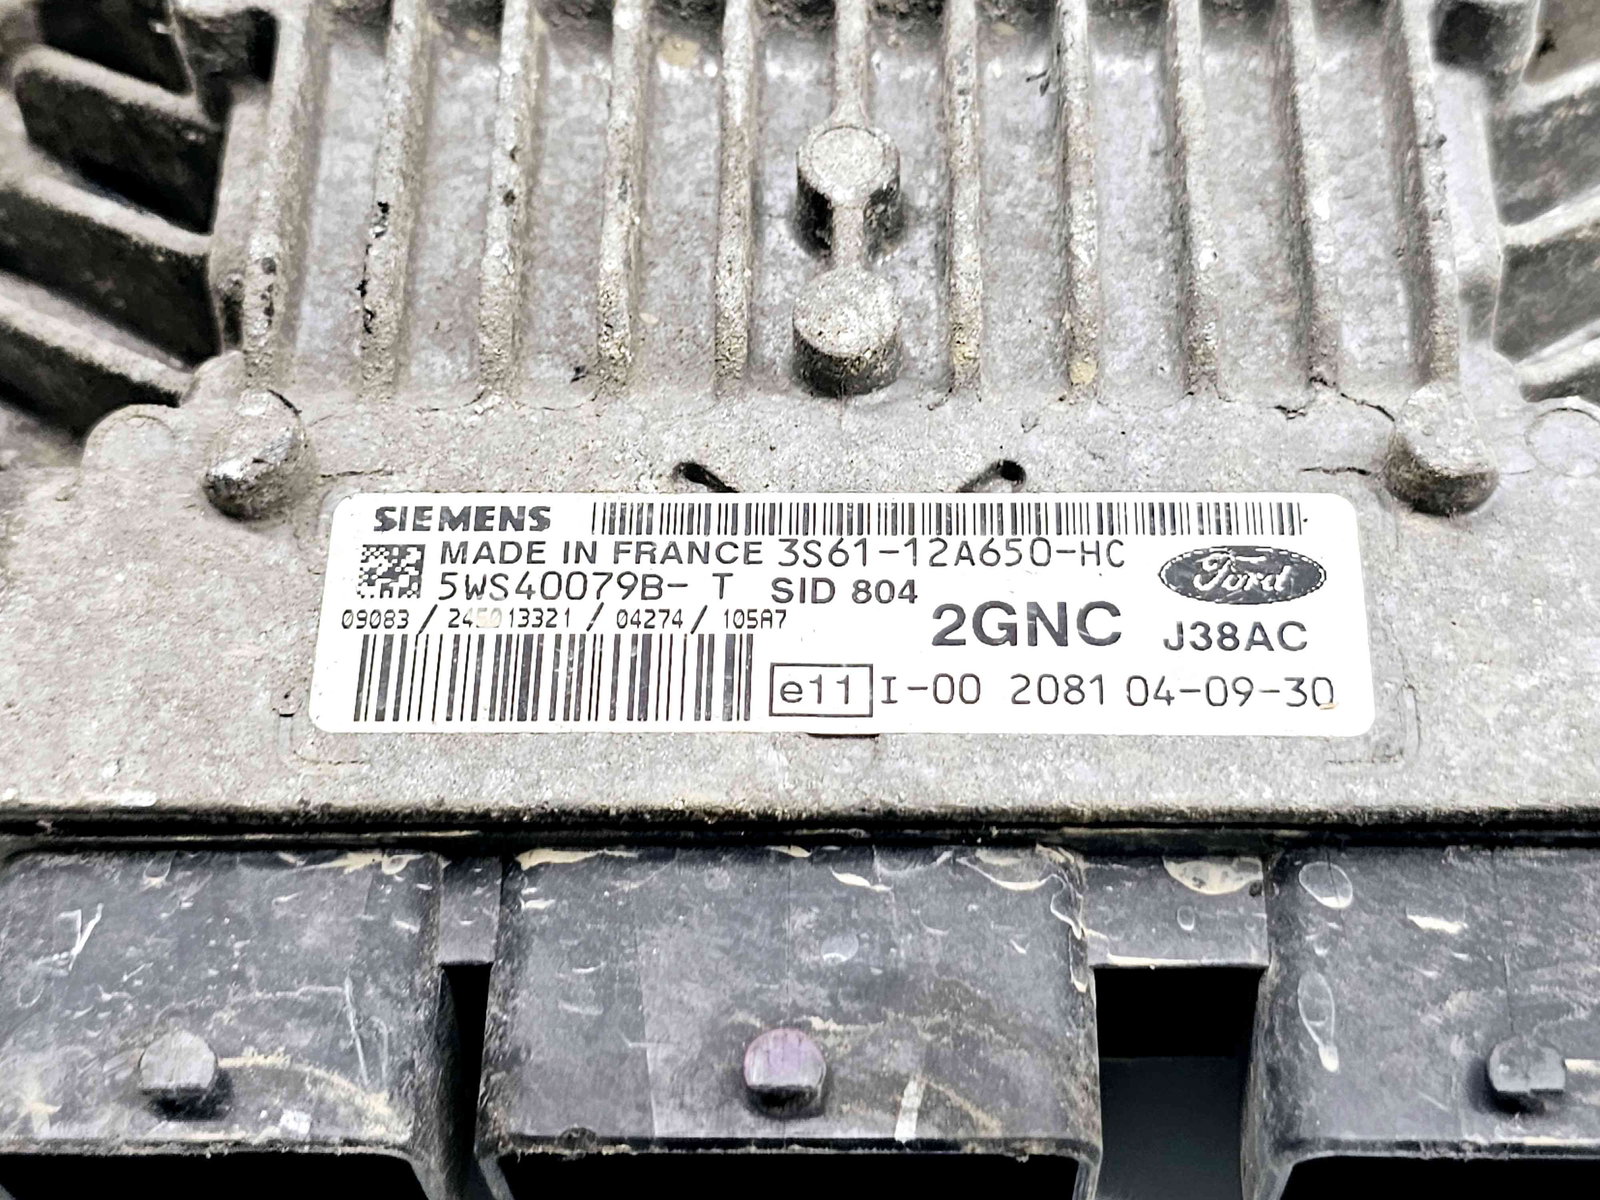 SIEMENS
MADE IN FRANCE 3S61-12A650-HC
5WS40079B- T SID 804
Ford
09083 / 245013321 / 04274 / 105A7
2GNC J38AC
e11 I-00 2081 04-09-30